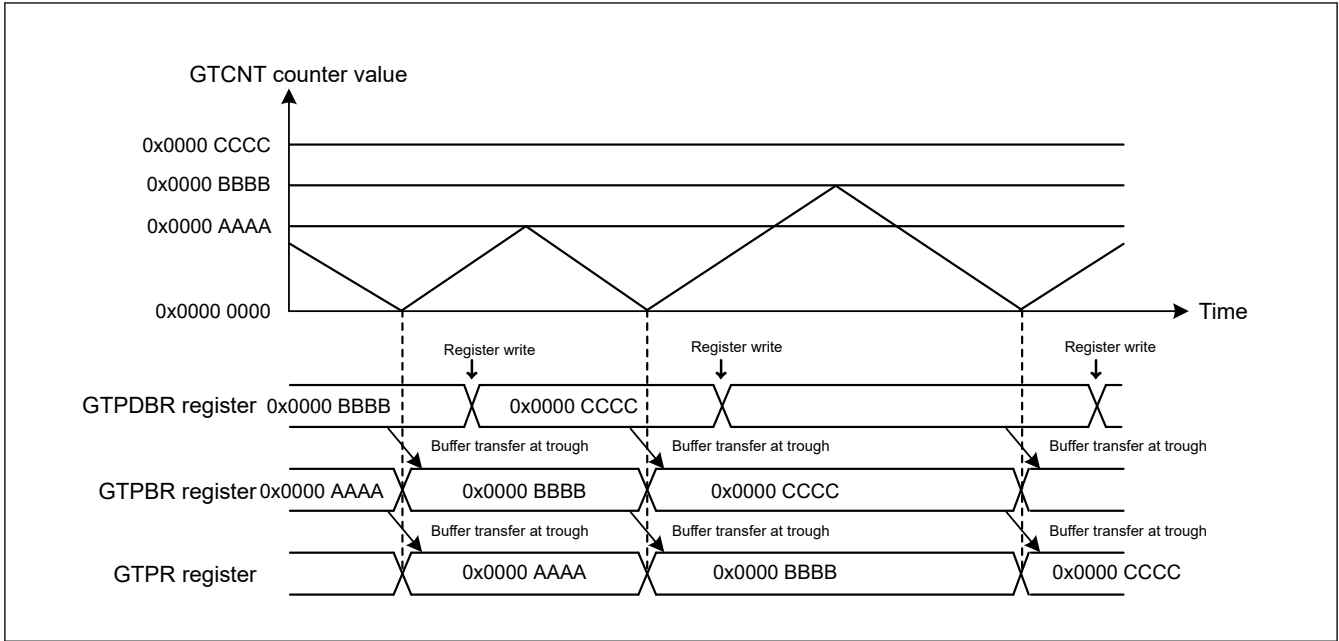 GTCNT counter value
0x0000 CCCC
0x0000 BBBB
0x0000 AAAA
0x0000 0000
Time
Register write
Register write
Register write
GTPDBR register
0x0000 BBBB
0x0000 CCCC
Buffer transfer at trough
Buffer transfer at trough
Buffer transfer at trough
GTPBR register
0x0000 AAAA
0x0000 BBBB
0x0000 CCCC
Buffer transfer at trough
Buffer transfer at trough
Buffer transfer at trough
GTPR register
0x0000 AAAA
0x0000 BBBB
0x0000 CCCC